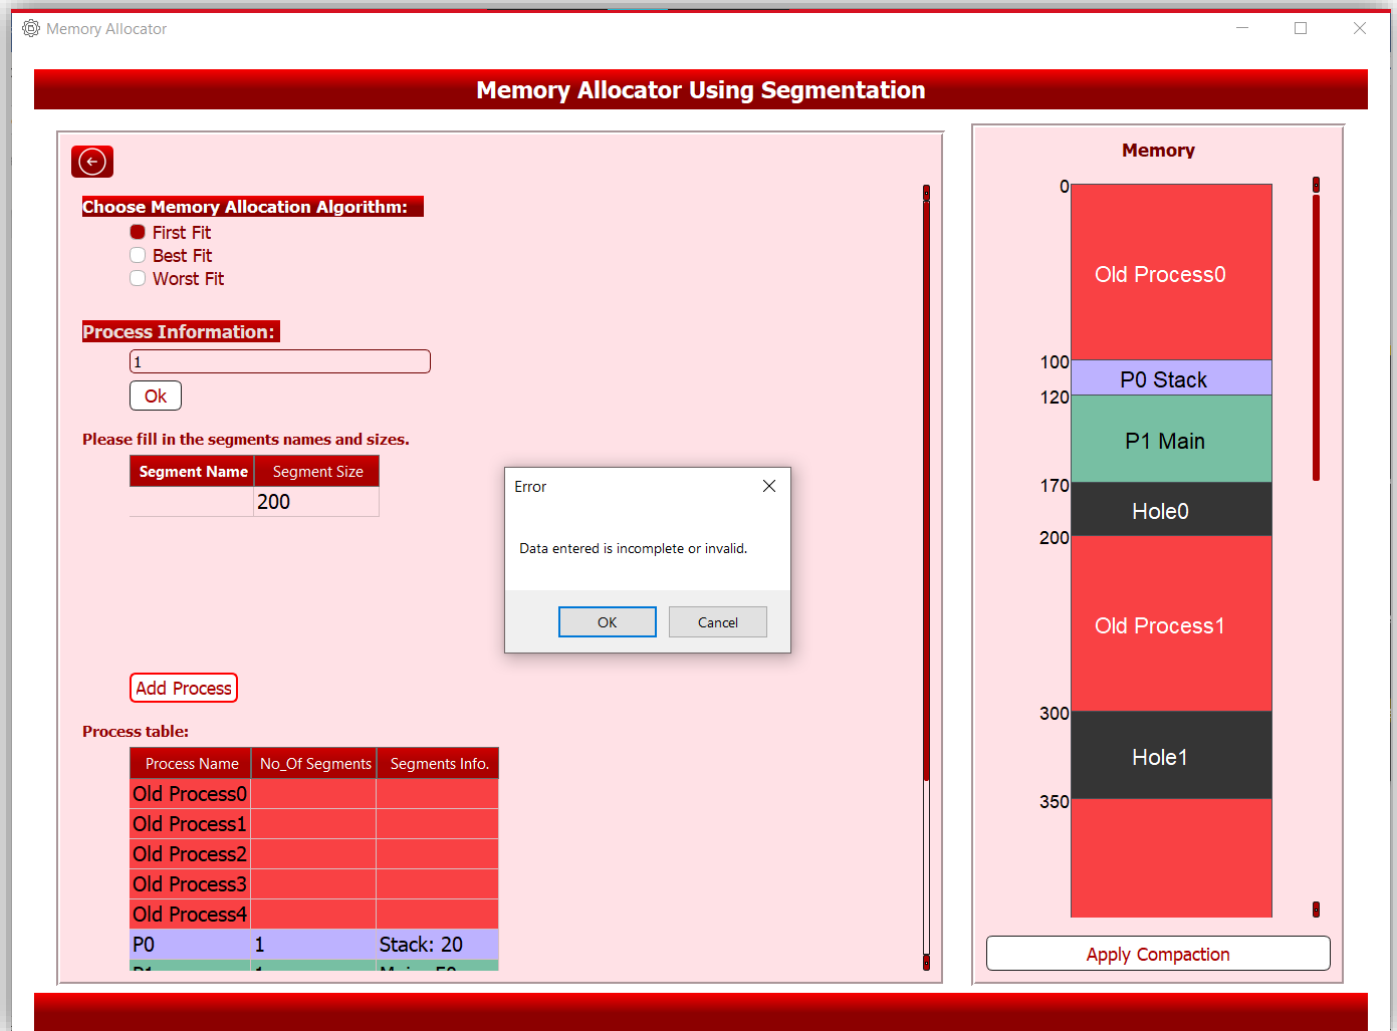 Memory Allocator
Memory Allocator Using Segmentation
Choose Memory Allocation Algorithm:
First Fit
Best Fit
Worst Fit
Process Information:
1
Ok
Please fill in the segments names and sizes.
Segment Name Segment Size
200
Add Process
Process table:
Process Name No_Of Segments Segments Info.
Old Process0
Old Process1
Old Process2
Old Process3
Old Process4
P0 1 Stack: 20
P1 1 Main: 50
Error
Data entered is incomplete or invalid.
OK Cancel
Memory
0
Old Process0
100
P0 Stack
120
P1 Main
170
Hole0
200
Old Process1
300
Hole1
350
Apply Compaction